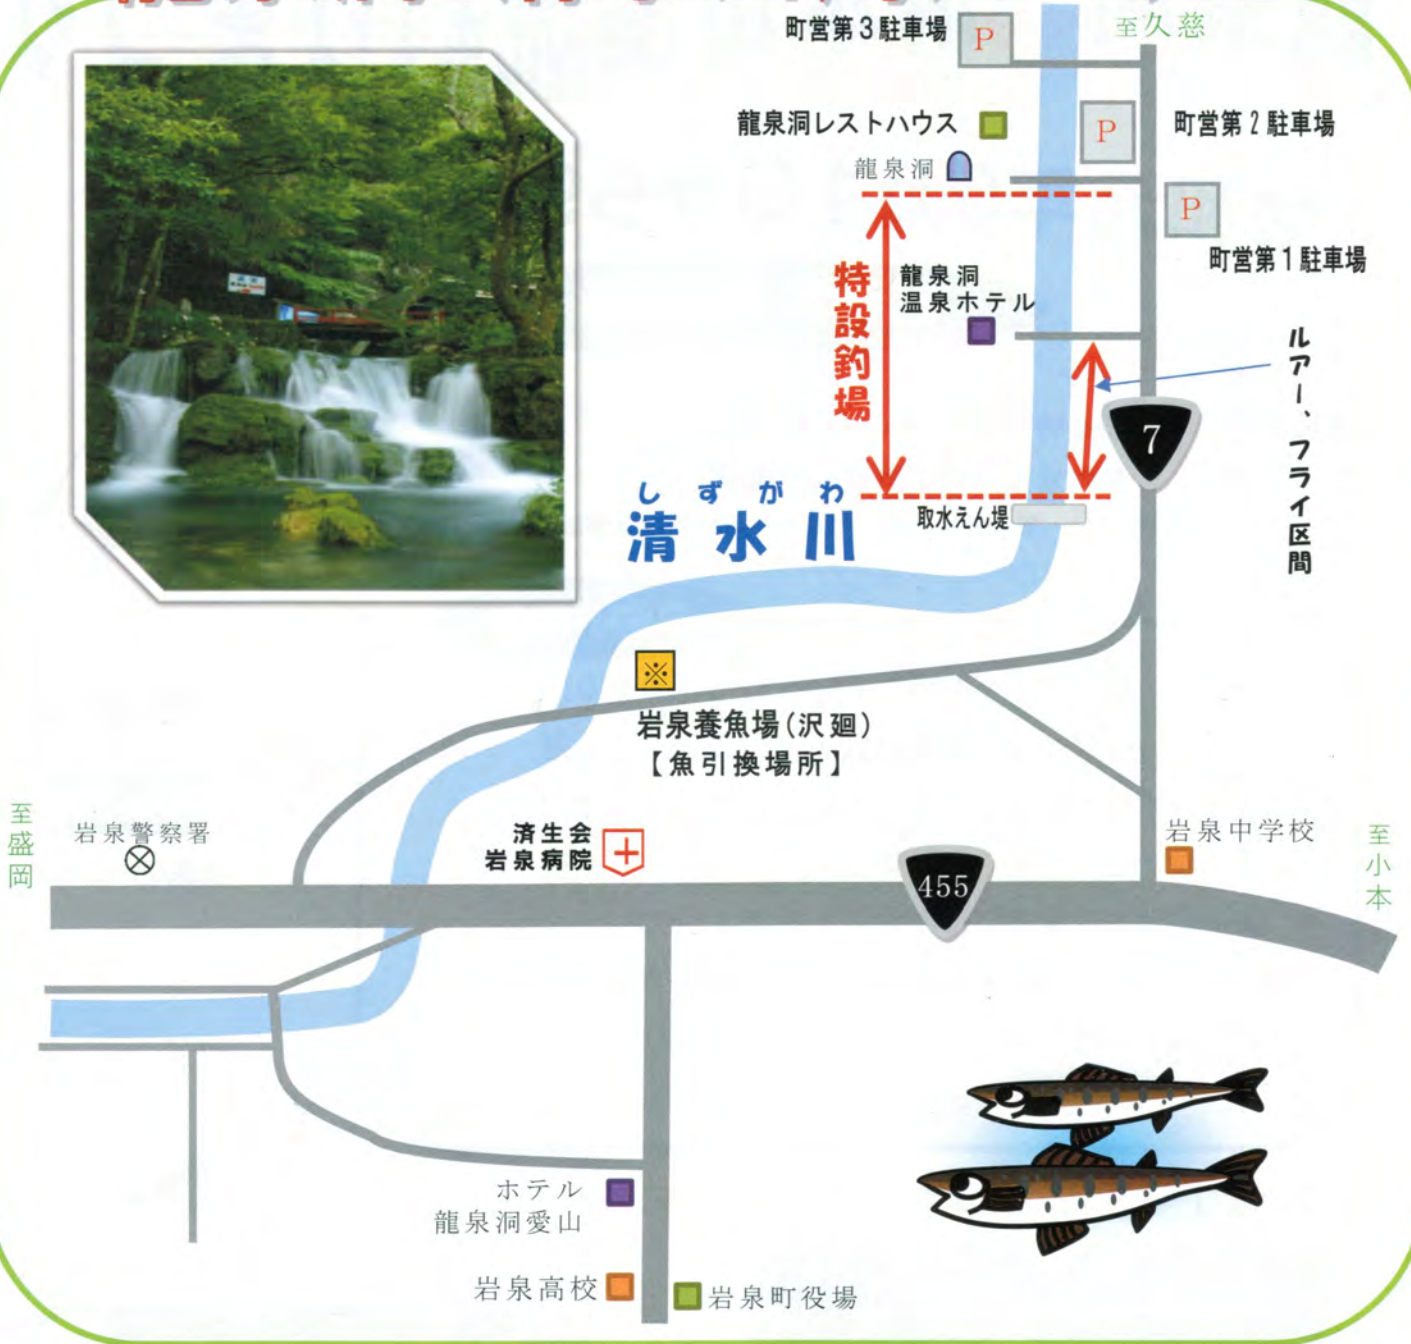 町営第3駐車場
P
至久慈
龍泉洞レストハウス
P
町営第2駐車場
龍泉洞
P
町営第1駐車場
特設釣場
龍泉洞
温泉ホテル
ルアー、フライ区間
7
しずがわ
清水川
取水えん堤
※
岩泉養魚場(沢廻)
【魚引換場所】
至盛岡
岩泉警察署
済生会
岩泉病院
455
岩泉中学校
至小本
ホテル
龍泉洞愛山
岩泉高校
岩泉町役場